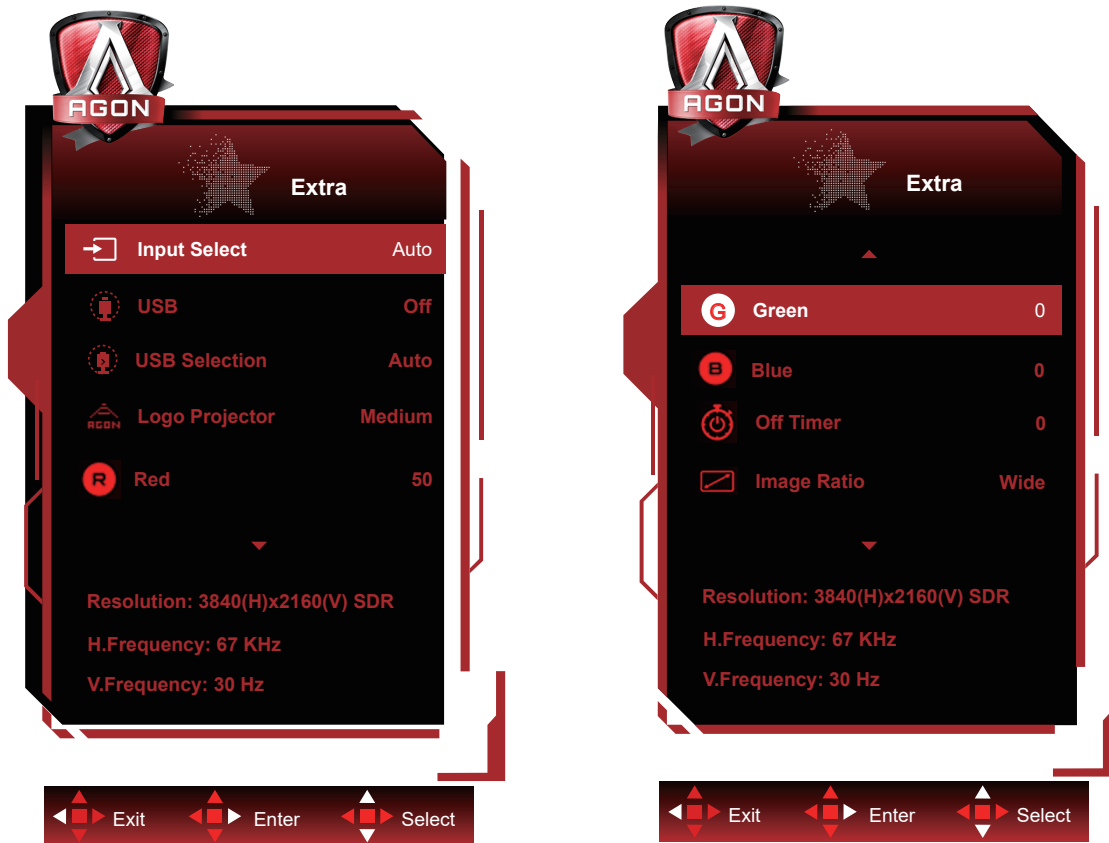 AGON
Extra
Input Select Auto
USB Off
USB Selection Auto
AGON Logo Projector Medium
R Red 50
Resolution: 3840(H)x2160(V) SDR
H.Frequency: 67 KHz
V.Frequency: 30 Hz
Exit Enter Select
AGON
Extra
G Green 0
B Blue 0
Off Timer 0
Image Ratio Wide
Resolution: 3840(H)x2160(V) SDR
H.Frequency: 67 KHz
V.Frequency: 30 Hz
Exit Enter Select